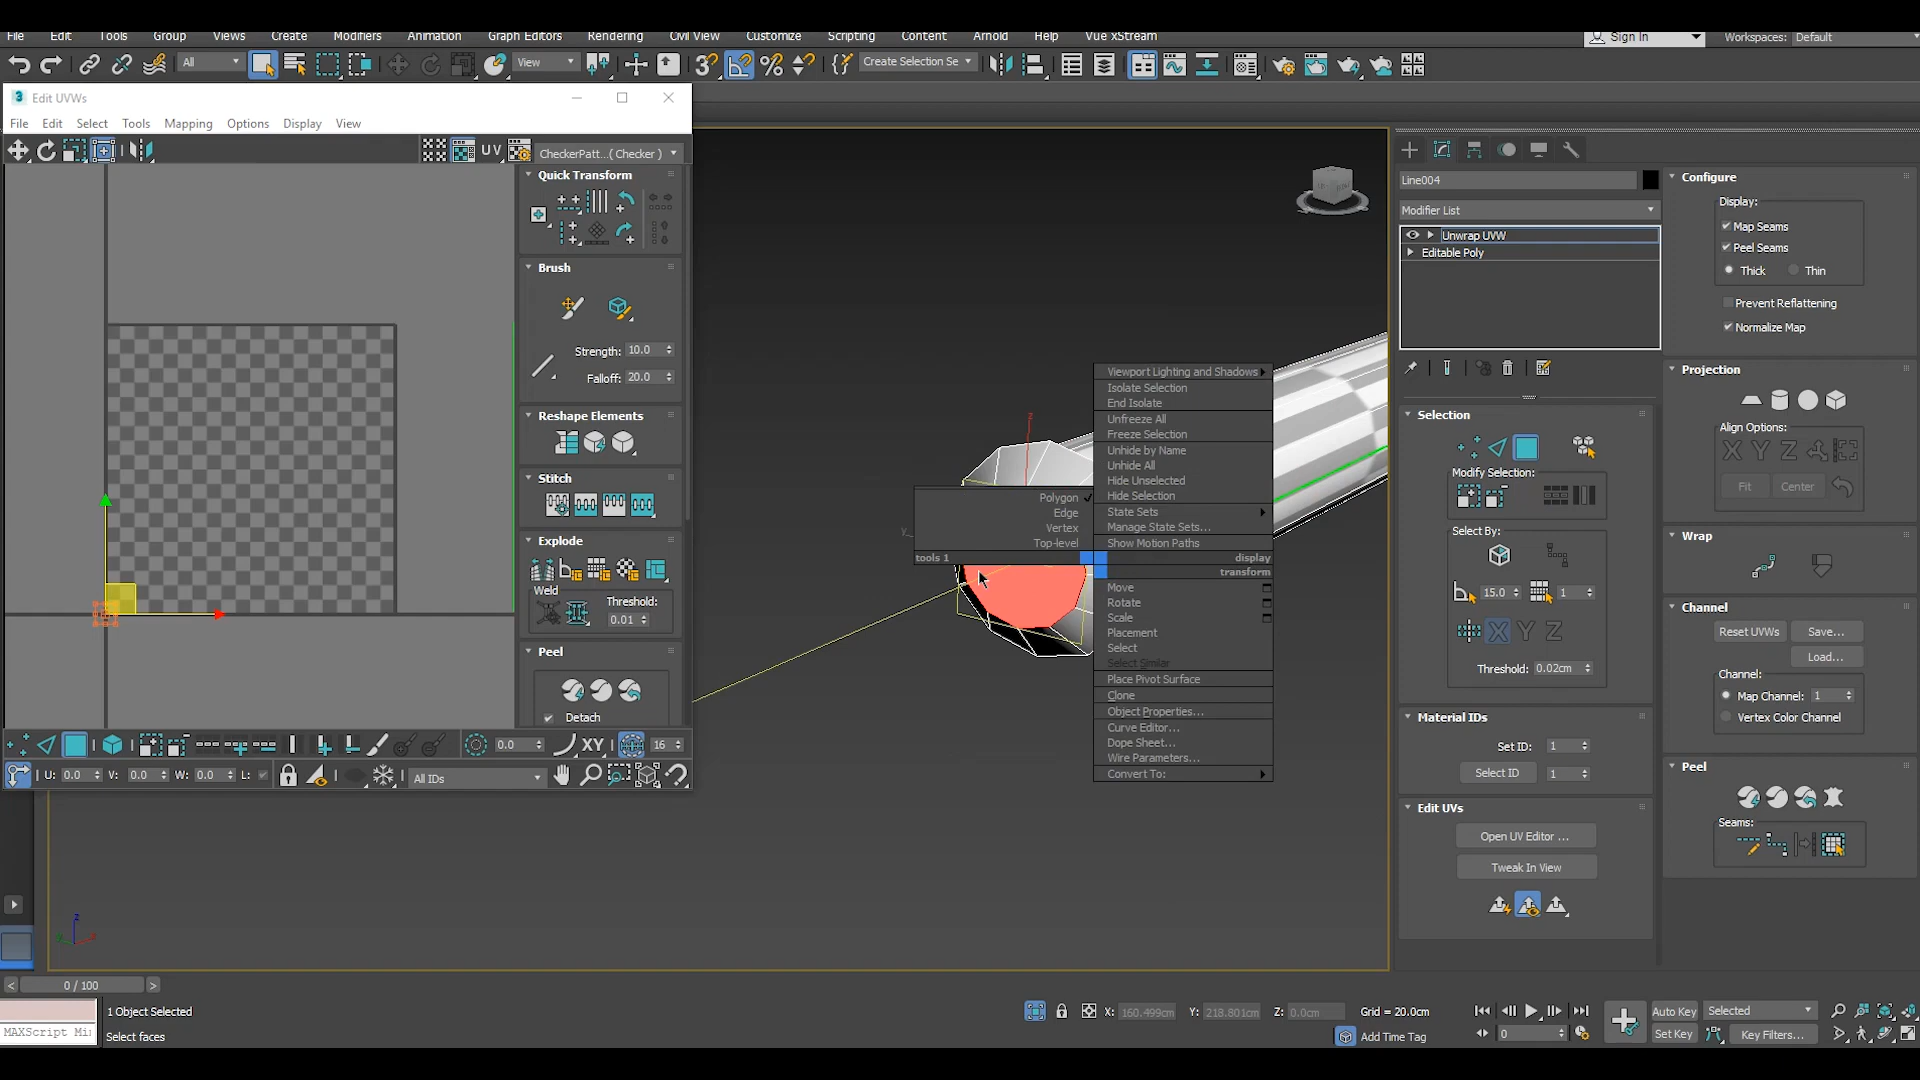 File Edit Tools Group Views Create Modifiers Animation Graph Editors Rendering Civil View Customize Scripting Content Arnold Help Vue xStream
Sign In Workspaces: Default
All View Create Selection Se
3 Edit UVWs
File Edit Select Tools Mapping Options Display View
UV CheckerPatt...( Checker )
Quick Transform
Brush
Strength: 10.0
Falloff: 20.0
Reshape Elements
Stitch
Explode
Weld
Threshold:
0.01
Peel
Detach
0.0 XY 16
U: 0.0 V: 0.0 W: 0.0 L: All IDs
Viewport Lighting and Shadows
Isolate Selection
End Isolate
Unfreeze All
Freeze Selection
Unhide by Name
Unhide All
Hide Unselected
Hide Selection
State Sets
Manage State Sets...
Show Motion Paths
Polygon
Edge
Vertex
Top-level
tools 1
display
transform
Move
Rotate
Scale
Placement
Select
Select Similar
Place Pivot Surface
Clone
Object Properties...
Curve Editor...
Dope Sheet...
Wire Parameters...
Convert To:
Line004
Modifier List
Unwrap UVW
Editable Poly
Selection
Modify Selection:
Select By:
15.0 1
X Y Z
Threshold: 0.02cm
Material IDs
Set ID: 1
Select ID 1
Edit UVs
Open UV Editor ...
Tweak In View
Configure
Display:
Map Seams
Peel Seams
Thick Thin
Prevent Reflattening
Normalize Map
Projection
Align Options:
X Y Z
Fit Center
Wrap
Channel
Reset UVWs Save...
Load...
Channel:
Map Channel: 1
Vertex Color Channel
Peel
Seams:
z
y
0 / 100
MAXScript Mi
1 Object Selected
Select faces
X: 160.499cm Y: 218.801cm Z: 0.0cm Grid = 20.0cm
Add Time Tag
0
Auto Key Selected
Set Key Key Filters...